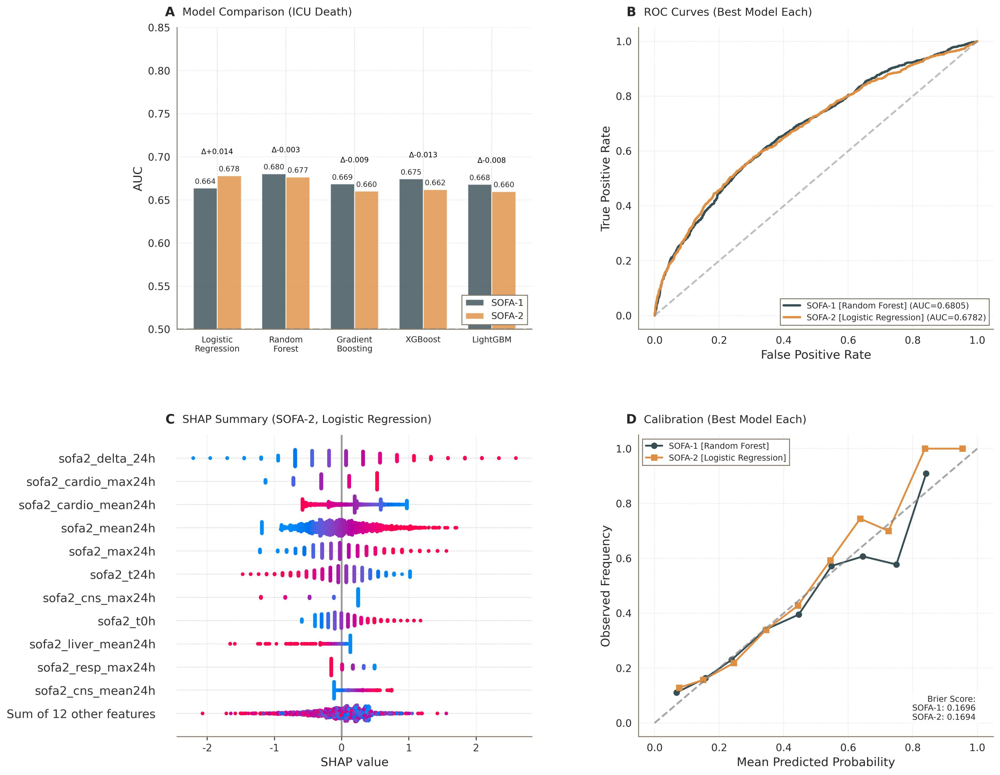 A Model Comparison (ICU Death)
0.85
0.80
0.75
0.70
0.65
0.60
0.55
0.50
AUC
Δ+0.014
Δ-0.003
Δ-0.009
Δ-0.013
Δ-0.008
0.664
0.678
0.680
0.677
0.669
0.660
0.675
0.662
0.668
0.660
SOFA-1
SOFA-2
Logistic
Regression
Random
Forest
Gradient
Boosting
XGBoost
LightGBM
B ROC Curves (Best Model Each)
1.0
0.8
0.6
0.4
0.2
0.0
True Positive Rate
SOFA-1 [Random Forest] (AUC=0.6805)
SOFA-2 [Logistic Regression] (AUC=0.6782)
0.0 0.2 0.4 0.6 0.8 1.0
False Positive Rate
C SHAP Summary (SOFA-2, Logistic Regression)
sofa2_delta_24h
sofa2_cardio_max24h
sofa2_cardio_mean24h
sofa2_mean24h
sofa2_max24h
sofa2_t24h
sofa2_cns_max24h
sofa2_t0h
sofa2_liver_mean24h
sofa2_resp_max24h
sofa2_cns_mean24h
Sum of 12 other features
-2 -1 0 1 2
SHAP value
D Calibration (Best Model Each)
SOFA-1 [Random Forest]
SOFA-2 [Logistic Regression]
1.0
0.8
0.6
0.4
0.2
0.0
Observed Frequency
Brier Score:
SOFA-1: 0.1696
SOFA-2: 0.1694
0.0 0.2 0.4 0.6 0.8 1.0
Mean Predicted Probability